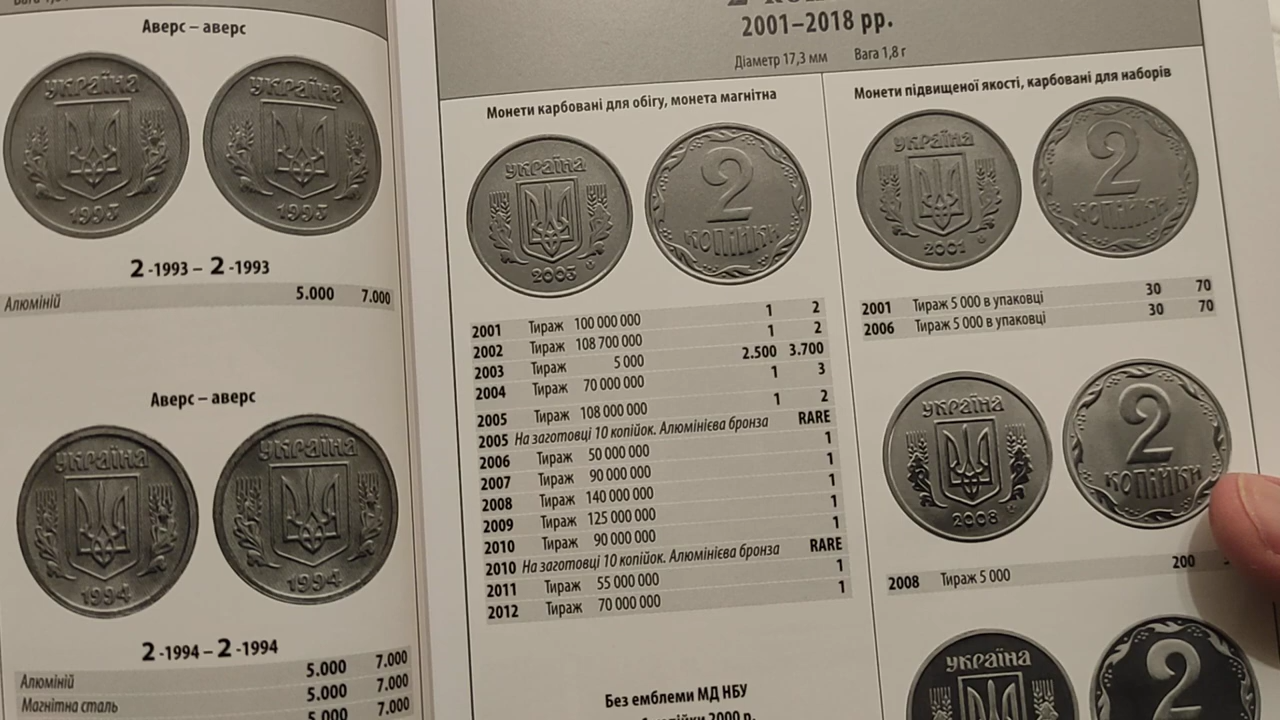 Аверс – аверс
УКРАЇНА
1993
УКРАЇНА
1993
2 -1993 – 2 -1993
Алюміній 5.000 7.000
Аверс – аверс
УКРАЇНА
1994
УКРАЇНА
1994
2 -1994 – 2 -1994
Алюміній 5.000 7.000
Магнітна сталь 5.000 7.000
5.000 7.000
2001–2018 рр.
Діаметр 17,3 мм Вага 1,8 г
Монети карбовані для обігу, монета магнітна
УКРАЇНА
2003
2
КОПІЙКИ
2001 Тираж 100 000 000 1 2
2002 Тираж 108 700 000 1 2
2003 Тираж 5 000 2.500 3.700
2004 Тираж 70 000 000 1 3
2005 Тираж 108 000 000 1 2
2005 На заготовці 10 копійок. Алюмінієва бронза RARE
2006 Тираж 50 000 000 1
2007 Тираж 90 000 000 1
2008 Тираж 140 000 000 1
2009 Тираж 125 000 000 1
2010 Тираж 90 000 000 1
2010 На заготовці 10 копійок. Алюмінієва бронза RARE
2011 Тираж 55 000 000 1
2012 Тираж 70 000 000 1
Без емблеми МД НБУ
2000 р.
Монети підвищеної якості, карбовані для наборів
УКРАЇНА
2001
2
КОПІЙКИ
2001 Тираж 5 000 в упаковці 30 70
2006 Тираж 5 000 в упаковці 30 70
УКРАЇНА
2008
2
КОПІЙКИ
2008 Тираж 5 000 200
УКРАЇНА
2